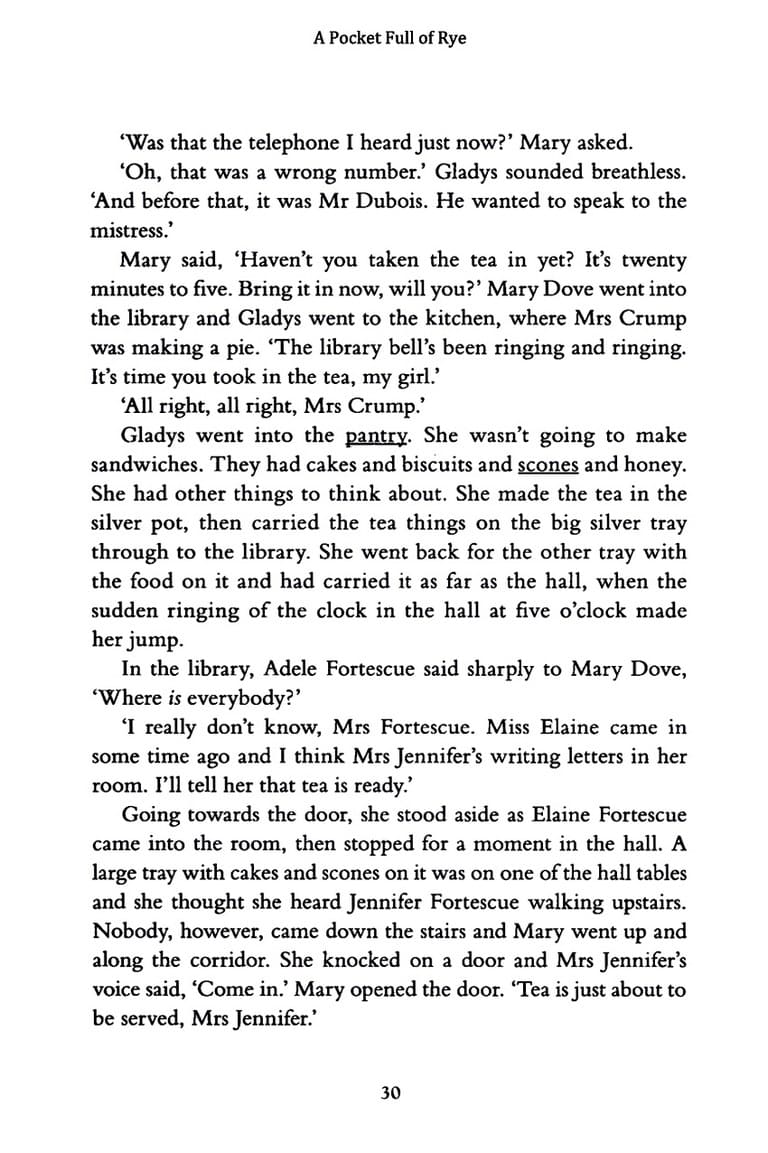 A Pocket Full of Rye
‘Was that the telephone I heard just now?’ Mary asked.
‘Oh, that was a wrong number.’ Gladys sounded breathless.
‘And before that, it was Mr Dubois. He wanted to speak to the
mistress.’
Mary said, ‘Haven’t you taken the tea in yet? It’s twenty
minutes to five. Bring it in now, will you?’ Mary Dove went into
the library and Gladys went to the kitchen, where Mrs Crump
was making a pie. ‘The library bell’s been ringing and ringing.
It’s time you took in the tea, my girl.’
‘All right, all right, Mrs Crump.’
Gladys went into the pantry. She wasn’t going to make
sandwiches. They had cakes and biscuits and scones and honey.
She had other things to think about. She made the tea in the
silver pot, then carried the tea things on the big silver tray
through to the library. She went back for the other tray with
the food on it and had carried it as far as the hall, when the
sudden ringing of the clock in the hall at five o’clock made
her jump.
In the library, Adele Fortescue said sharply to Mary Dove,
‘Where is everybody?’
‘I really don’t know, Mrs Fortescue. Miss Elaine came in
some time ago and I think Mrs Jennifer’s writing letters in her
room. I’ll tell her that tea is ready.’
Going towards the door, she stood aside as Elaine Fortescue
came into the room, then stopped for a moment in the hall. A
large tray with cakes and scones on it was on one of the hall tables
and she thought she heard Jennifer Fortescue walking upstairs.
Nobody, however, came down the stairs and Mary went up and
along the corridor. She knocked on a door and Mrs Jennifer’s
voice said, ‘Come in.’ Mary opened the door. ‘Tea is just about to
be served, Mrs Jennifer.’
30